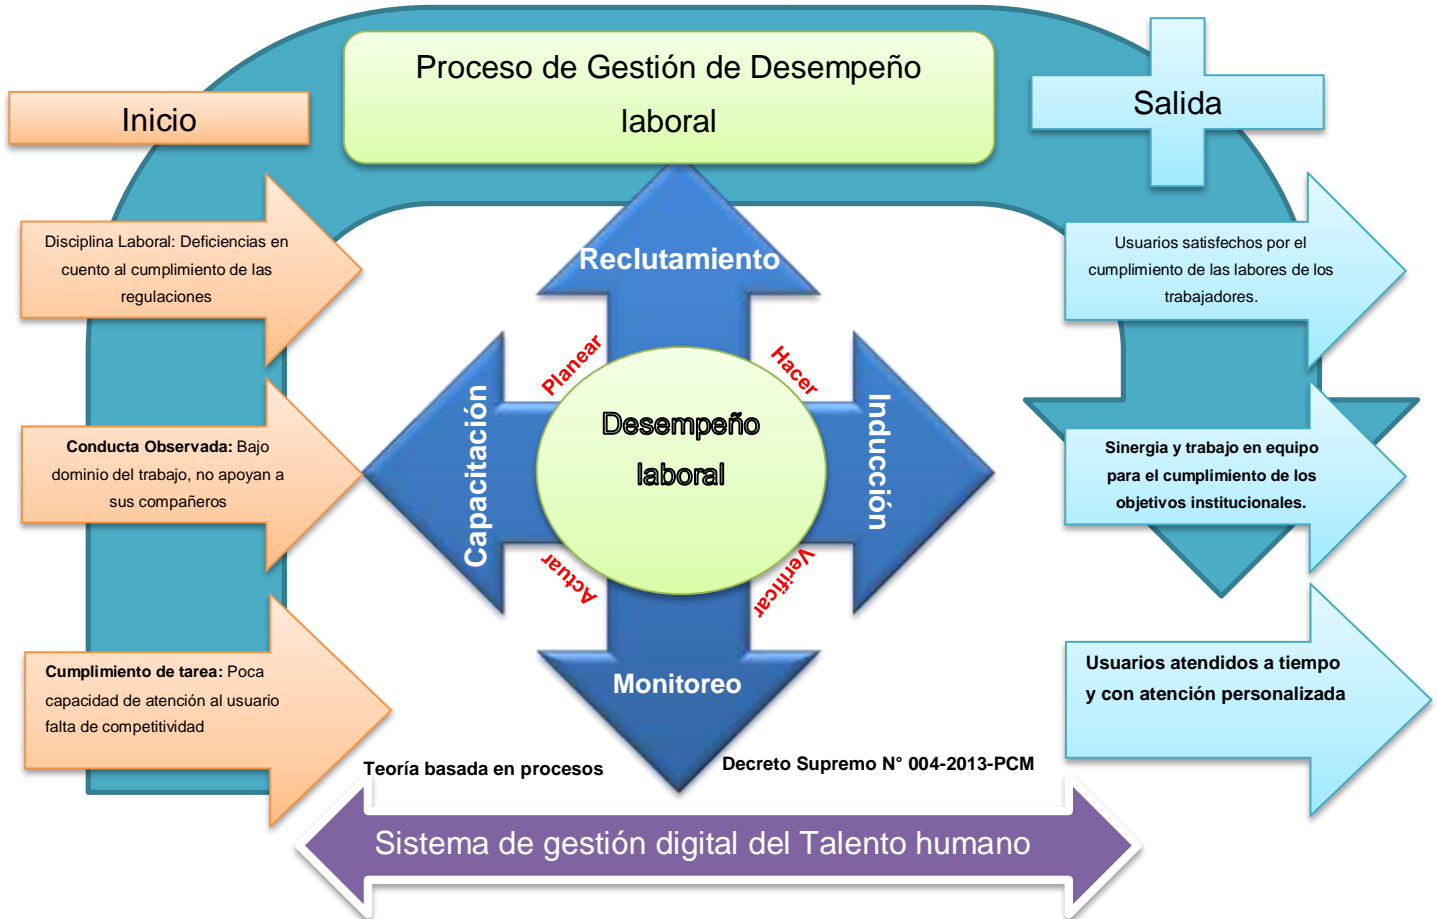 Proceso de Gestión de Desempeño
laboral
Inicio
Salida
Disciplina Laboral: Deficiencias en
cuento al cumplimiento de las
regulaciones
Conducta Observada: Bajo
dominio del trabajo, no apoyan a
sus compañeros
Cumplimiento de tarea: Poca
capacidad de atención al usuario
falta de competitividad
Reclutamiento
Planear
Hacer
Capacitación
Desempeño
laboral
Inducción
Actuar
Verificar
Monitoreo
Usuarios satisfechos por el
cumplimiento de las labores de los
trabajadores.
Sinergia y trabajo en equipo
para el cumplimiento de los
objetivos institucionales.
Usuarios atendidos a tiempo
y con atención personalizada
Teoría basada en procesos
Decreto Supremo N° 004-2013-PCM
Sistema de gestión digital del Talento humano